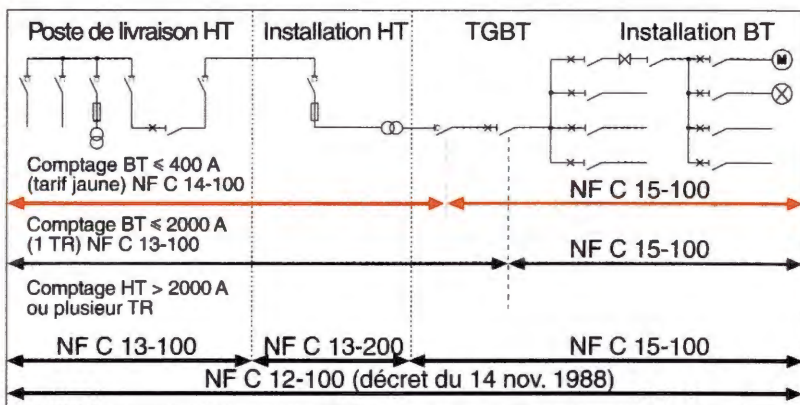 Poste de livraison HT
Installation HT
TGBT
Installation BT
M
Comptage BT ≤ 400 A
(tarif jaune) NF C 14-100
NF C 15-100
Comptage BT ≤ 2000 A
(1 TR) NF C 13-100
NF C 15-100
Comptage HT > 2000 A
ou plusieur TR
NF C 13-100
NF C 13-200
NF C 15-100
NF C 12-100 (décret du 14 nov. 1988)